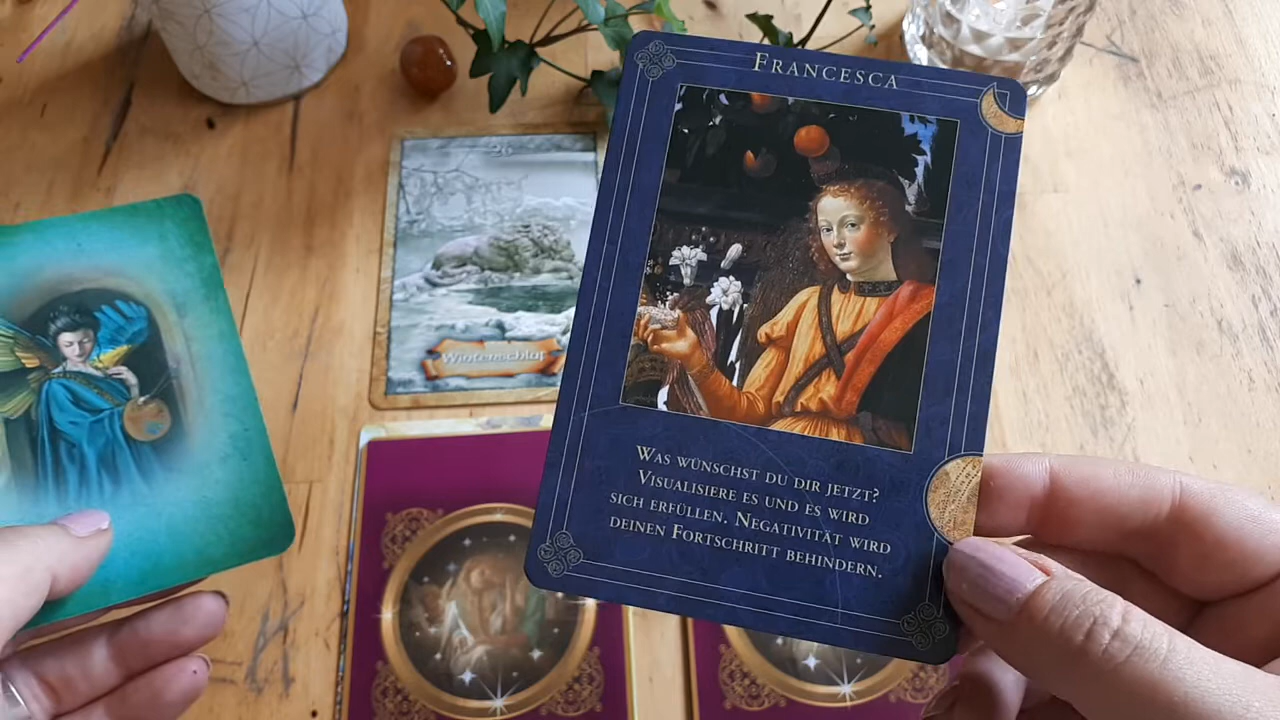 26
Winterschlaf
FRANCESCA
WAS WÜNSCHST DU DIR JETZT?
VISUALISIERE ES UND ES WIRD
SICH ERFÜLLEN. NEGATIVITÄT WIRD
DEINEN FORTSCHRITT BEHINDERN.